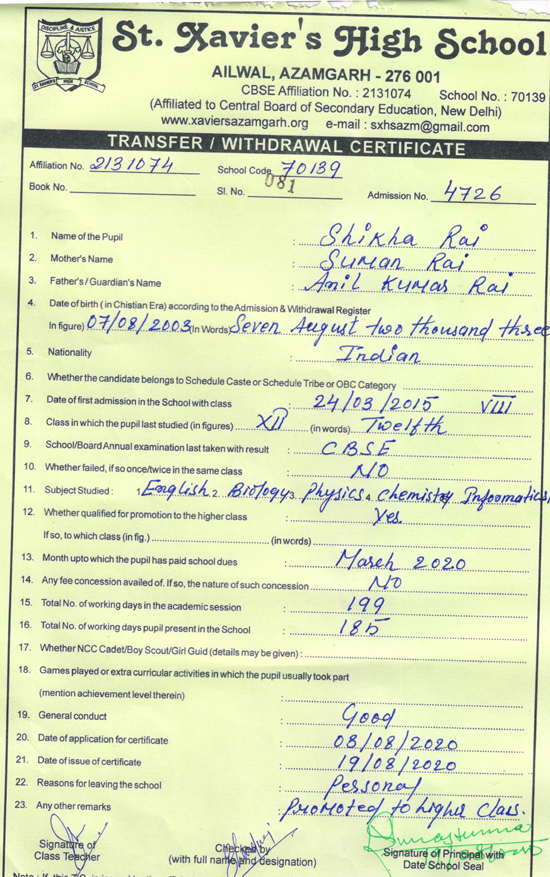 DISCIPLINE & JUSTICE
ST. XAVIER'S HIGH SCHOOL
St. Xavier's High School
AILWAL, AZAMGARH - 276 001
CBSE Affiliation No. : 2131074 School No. : 70139
(Affiliated to Central Board of Secondary Education, New Delhi)
www.xaviersazamgarh.org e-mail : sxhsazm@gmail.com
TRANSFER / WITHDRAWAL CERTIFICATE
Affiliation No. 2131074 School Code 70139
Book No. Sl. No. 081 Admission No. 4726
1. Name of the Pupil : Shikha Rai
2. Mother's Name : Suman Rai
3. Father's / Guardian's Name : Anil Kumar Rai
4. Date of birth ( in Chistian Era) according to the Admission & Withdrawal Register
In figure) 07/08/2003 (In Words) Seven August two thousand three
5. Nationality : Indian
6. Whether the candidate belongs to Schedule Caste or Schedule Tribe or OBC Category
7. Date of first admission in the School with class : 24/03/2015 VIII
8. Class in which the pupil last studied (in figures) XII (in words) Twelfth
9. School/Board Annual examination last taken with result : CBSE
10. Whether failed, if so once/twice in the same class : NO
11. Subject Studied : 1. English 2. Biology 3. Physics 4. Chemistry Informatics
12. Whether qualified for promotion to the higher class : Yes.
If so, to which class (in fig.) (in words)
13. Month upto which the pupil has paid school dues : March 2020
14. Any fee concession availed of. If so, the nature of such concession NO
15. Total No. of working days in the academic session : 199
16. Total No. of working days pupil present in the School : 185
17. Whether NCC Cadet/Boy Scout/Girl Guid (details may be given) :
18. Games played or extra curricular activities in which the pupil usually took part
(mention achievement level therein) :
19. General conduct : Good
20. Date of application for certificate : 08/08/2020
21. Date of issue of certificate : 19/08/2020
22. Reasons for leaving the school : Personal
23. Any other remarks : Promoted to higher class.
Signature of Checked by Signature of Principal with
Class Teacher (with full name and designation) Date School Seal